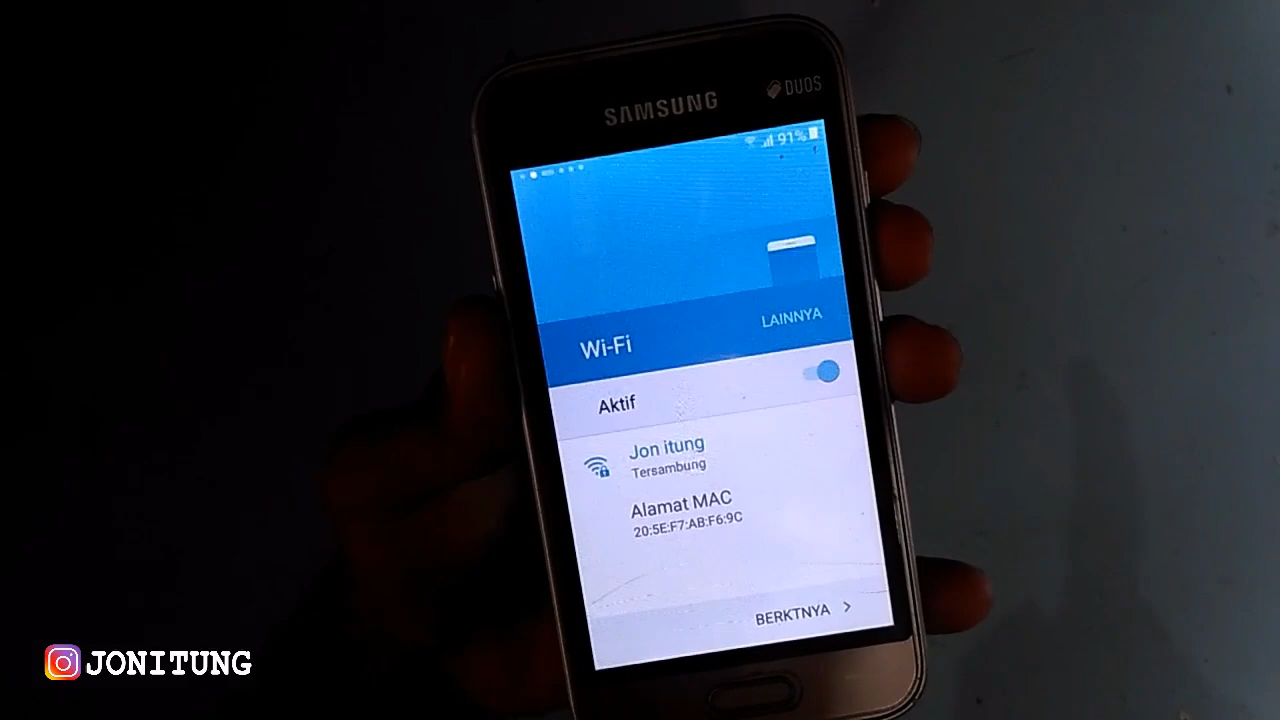 SAMSUNG
DUOS
91%
LAINNYA
Wi-Fi
Aktif
Jon itung
Tersambung
Alamat MAC
20:5E:F7:AB:F6:9C
BERKTNYA
JONITUNG